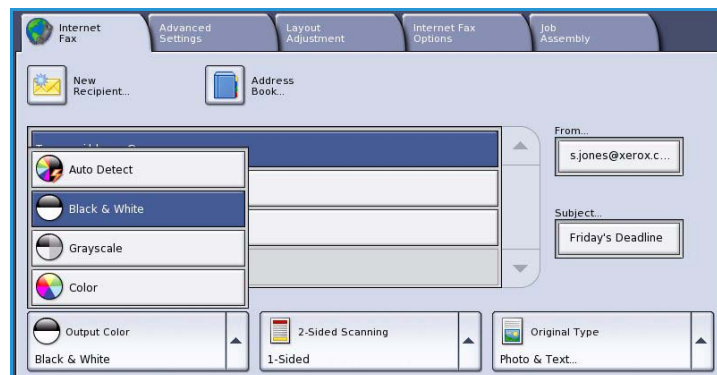 Internet
Fax
Advanced
Settings
Layout
Adjustment
Internet Fax
Options
Job
Assembly
New
Recipient...
Address
Book...
From...
s.jones@xerox.c...
Auto Detect
Black & White
Subject...
Friday's Deadline
Grayscale
Color
Output Color
Black & White
2-Sided Scanning
1-Sided
Original Type
Photo & Text...